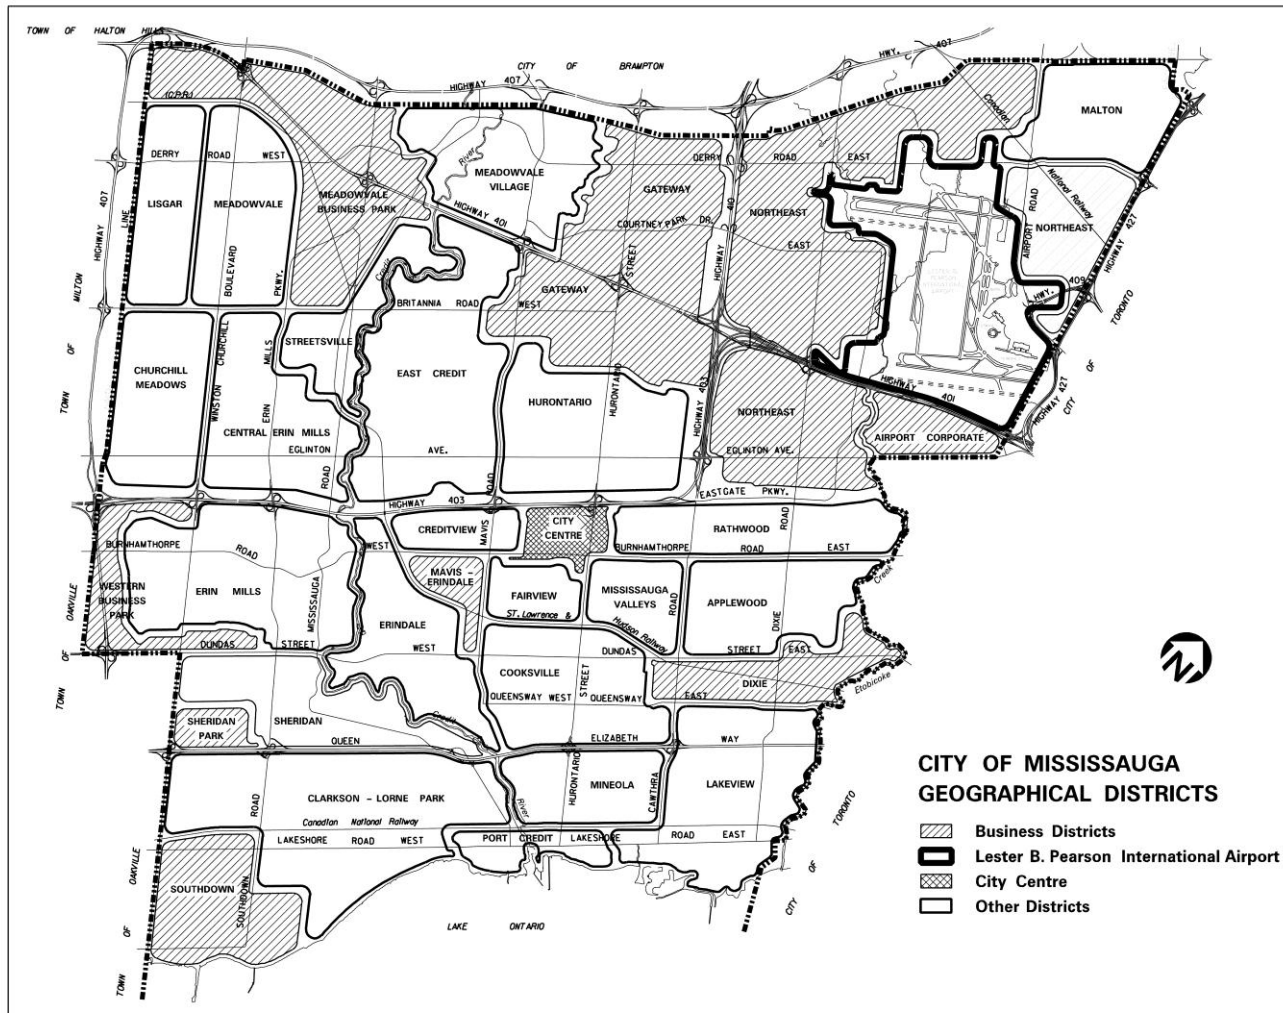 TOWN OF HALTON HILLS
CITY OF BRAMPTON
HIGHWAY 407
HWY. 407
(C.P.R.)
Canadian
MALTON
River
DERRY ROAD WEST
DERRY ROAD EAST
MEADOWVALE
VILLAGE
LISGAR
MEADOWVALE
MEADOWVALE
BUSINESS PARK
GATEWAY
NORTHEAST
National Railway
NORTHEAST
HIGHWAY 407
LINE
HIGHWAY 401
COURTNEY PARK DR.
EAST
HIGHWAY 410
STREET
AIRPORT ROAD
HIGHWAY 427
MILTON
BOULEVARD
PKWY.
Credit
LESTER B.
PEARSON
INTERNATIONAL
AIRPORT
GATEWAY
BRITANNIA ROAD WEST
HWY. 409
TORONTO
WINSTON CHURCHILL
ERIN MILLS
STREETSVILLE
CHURCHILL
MEADOWS
EAST CREDIT
HURONTARIO
HURONTARIO
HIGHWAY 403
NORTHEAST
HIGHWAY 401
HIGHWAY 427
CITY OF
TOWN OF
CENTRAL ERIN MILLS
EGLINTON AVE.
EGLINTON AVE.
AIRPORT CORPORATE
ROAD
ROAD
EASTGATE PKWY.
HIGHWAY 403
CREDITVIEW
MAVIS
CITY
CENTRE
RATHWOOD
ROAD
BURNHAMTHORPE ROAD
WEST
BURNHAMTHORPE ROAD EAST
Creek
OAKVILLE
WESTERN
BUSINESS
PARK
ERIN MILLS
MISSISSAUGA
MAVIS -
ERINDALE
FAIRVIEW
MISSISSAUGA
VALLEYS
ROAD
APPLEWOOD
DIXIE
ST. Lawrence &
Hudson Railway
ERINDALE
DUNDAS STREET WEST
DUNDAS STREET EAST
COOKSVILLE
STREET
DIXIE
Etobicoke
QUEENSWAY WEST
QUEENSWAY EAST
TOWN OF
SHERIDAN
PARK
SHERIDAN
Credit
QUEEN ELIZABETH WAY
MINEOLA
HURONTARIO
CAWTHRA
LAKEVIEW
CLARKSON - LORNE PARK
River
ROAD
Canadian National Railway
LAKESHORE ROAD WEST
PORT CREDIT
LAKESHORE ROAD EAST
TORONTO
OAKVILLE
SOUTHDOWN
SOUTHDOWN
CITY OF
LAKE ONTARIO
TOWN OF
N
CITY OF MISSISSAUGA
GEOGRAPHICAL DISTRICTS
Business Districts
Lester B. Pearson International Airport
City Centre
Other Districts